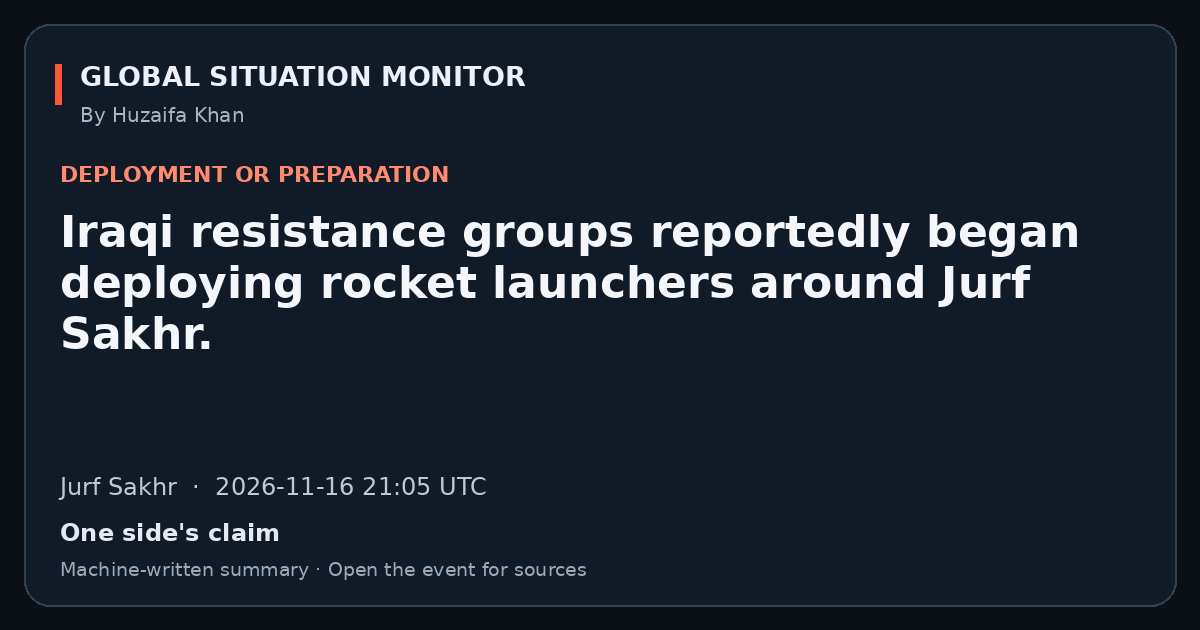 GLOBAL SITUATION MONITOR
By Huzaifa Khan
DEPLOYMENT OR PREPARATION
Iraqi resistance groups reportedly began
deploying rocket launchers around Jurf
Sakhr.
Jurf Sakhr · 2026-11-16 21:05 UTC
One side's claim
Machine-written summary · Open the event for sources